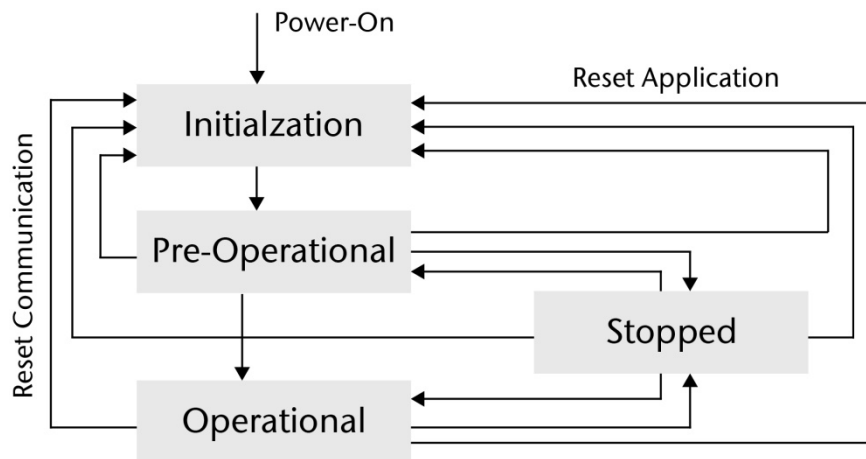 Power-On
Reset Application
Initialzation
Pre-Operational
Reset Communication
Stopped
Operational